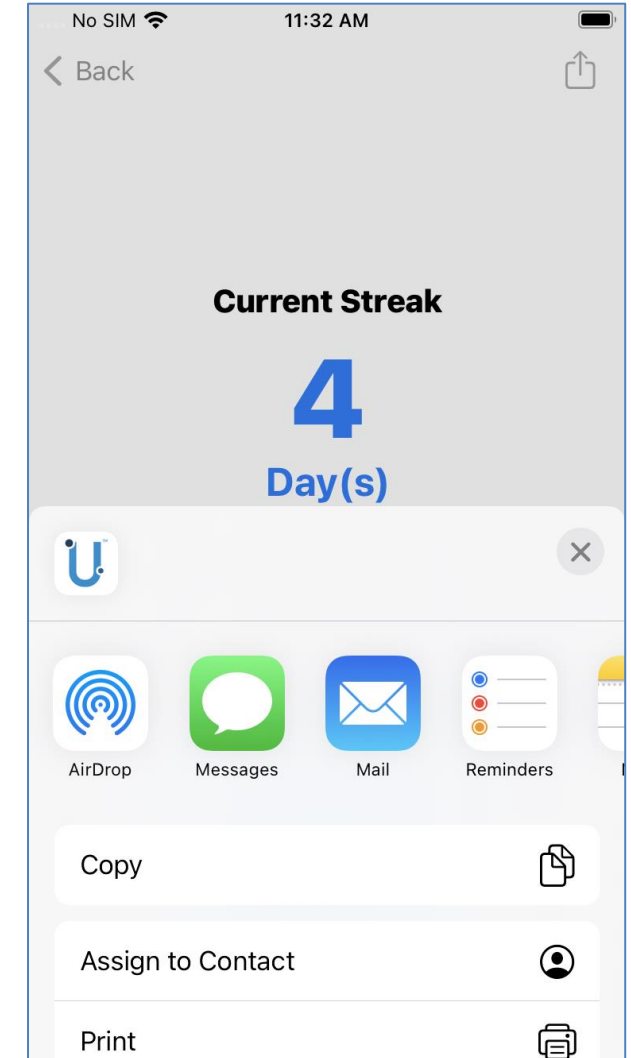 No SIM 11:32 AM
Back
Current Streak
4
Day(s)
U
AirDrop Messages Mail Reminders
Copy
Assign to Contact
Print